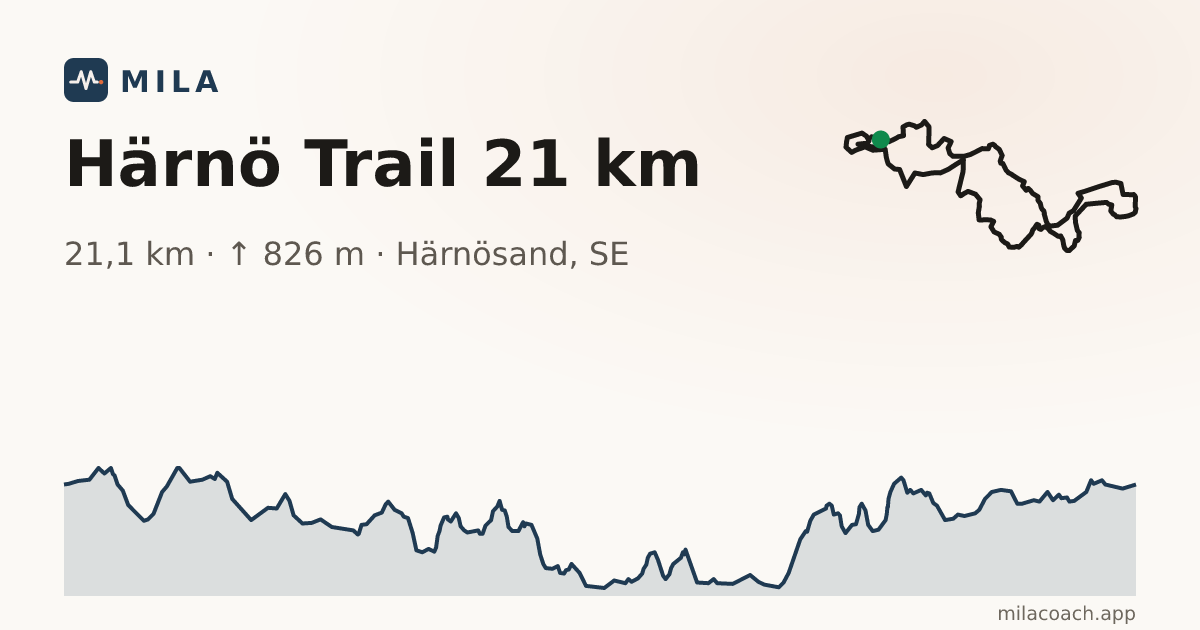 MILA
Härnö Trail 21 km
21,1 km · ↑ 826 m · Härnösand, SE
milacoach.app